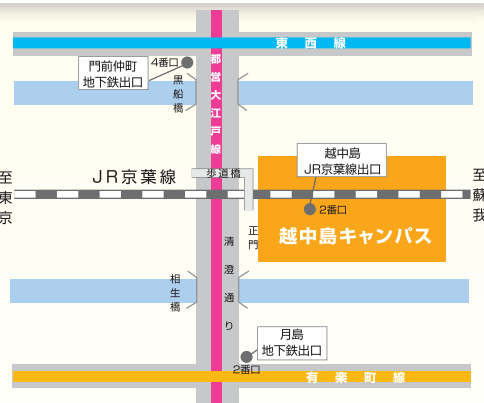 東西線
門前仲町
地下鉄出口
4番口
黒船橋
都営大江戸線
越中島
JR京葉線出口
至東京
JR京葉線
歩道橋
至蘇我
2番口
正門
越中島キャンパス
清澄通り
相生橋
月島
地下鉄出口
2番口
有楽町線